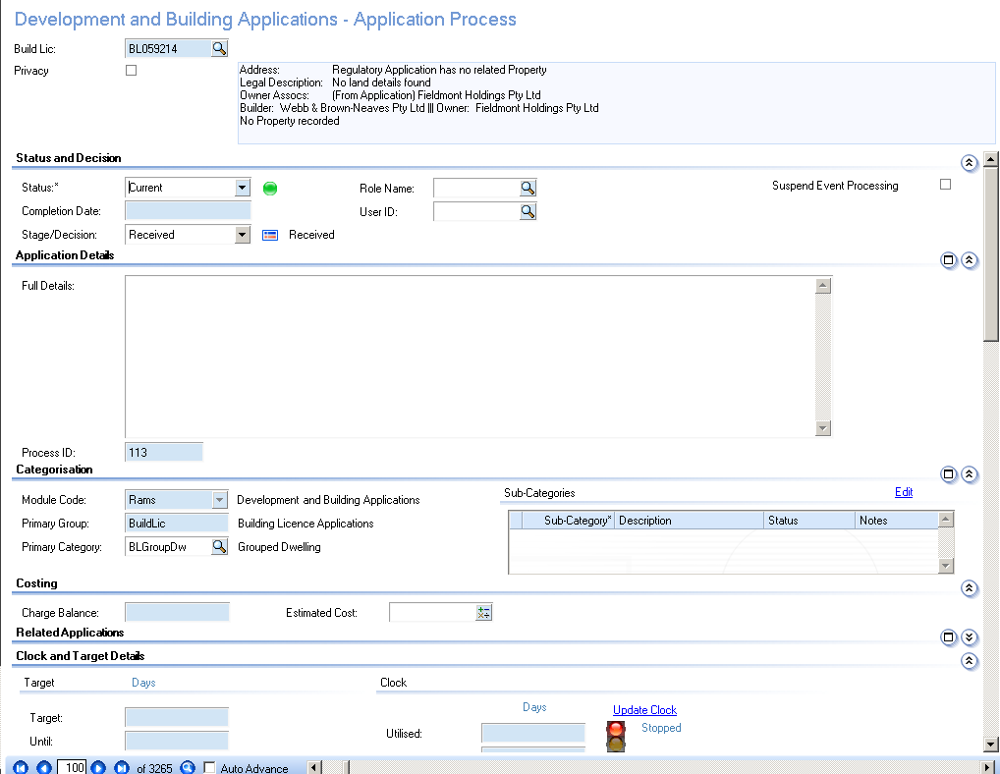 Development and Building Applications - Application Process
Build Lic: BL059214
Privacy
Address: Regulatory Application has no related Property
Legal Description: No land details found
Owner Assocs: (From Application) Fieldmont Holdings Pty Ltd
Builder: Webb & Brown-Neaves Pty Ltd ||| Owner: Fieldmont Holdings Pty Ltd
No Property recorded
Status and Decision
Status:* Current Role Name: Suspend Event Processing
Completion Date: User ID:
Stage/Decision: Received Received
Application Details
Full Details:
Process ID: 113
Categorisation
Module Code: Rams Development and Building Applications Sub-Categories Edit
Primary Group: BuildLic Building Licence Applications Sub-Category* Description Status Notes
Primary Category: BLGroupDw Grouped Dwelling
Costing
Charge Balance: Estimated Cost:
Related Applications
Clock and Target Details
Target Days Clock
Target: Days Update Clock
Until: Utilised: Stopped
100 of 3265 Auto Advance